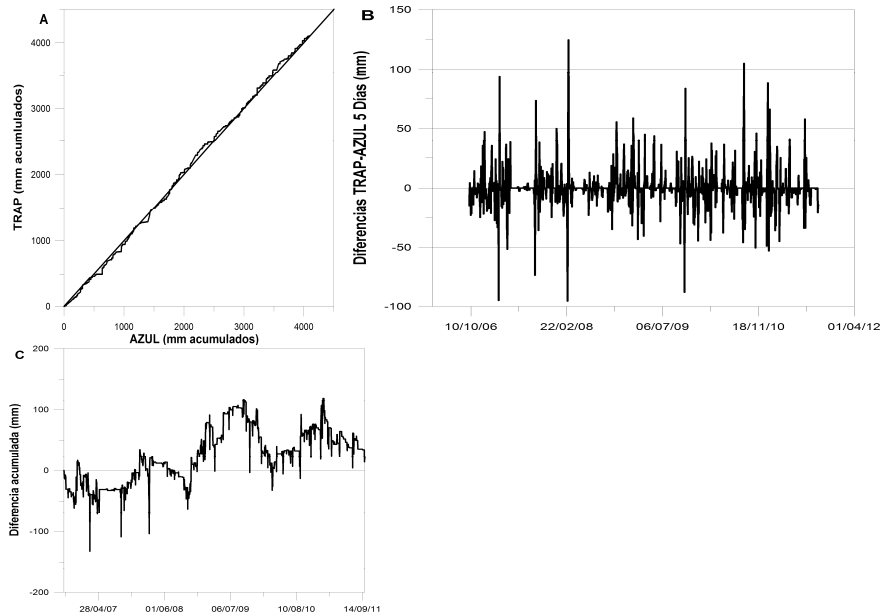 A
4000
3000
2000
1000
0
TRAP (mm acumlulados)
0 1000 2000 3000 4000
AZUL (mm acumulados)
B
150
100
50
0
-50
-100
Diferencias TRAP-AZUL 5 Días (mm)
10/10/06 22/02/08 06/07/09 18/11/10 01/04/12
C
200
100
0
-100
-200
Diferencia acumulada (mm)
28/04/07 01/06/08 06/07/09 10/08/10 14/09/11